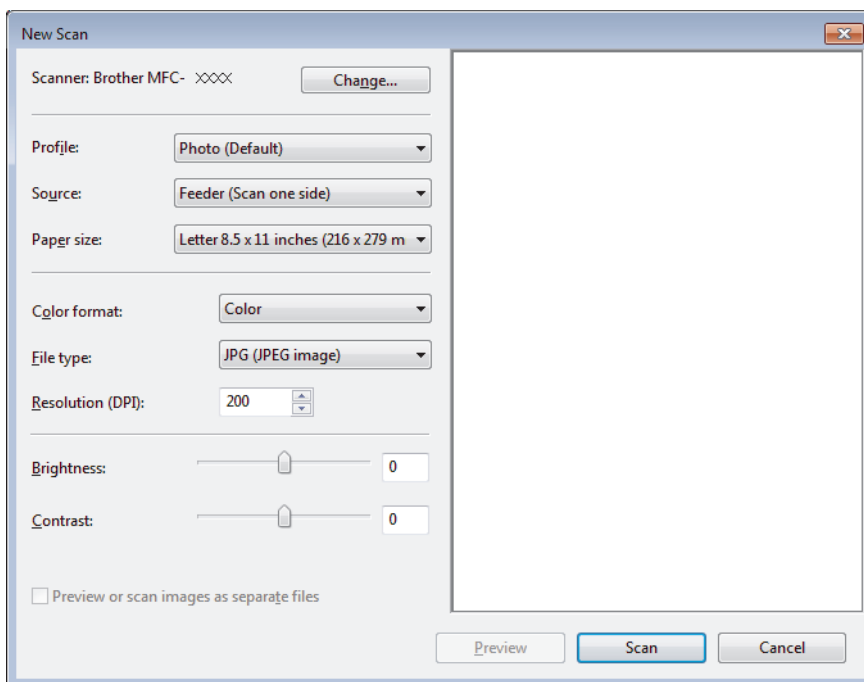 New Scan
Scanner: Brother MFC- XXXX Change...
Profile: Photo (Default)
Source: Feeder (Scan one side)
Paper size: Letter 8.5 x 11 inches (216 x 279 m
Color format: Color
File type: JPG (JPEG image)
Resolution (DPI): 200
Brightness: 0
Contrast: 0
Preview or scan images as separate files
Preview Scan Cancel